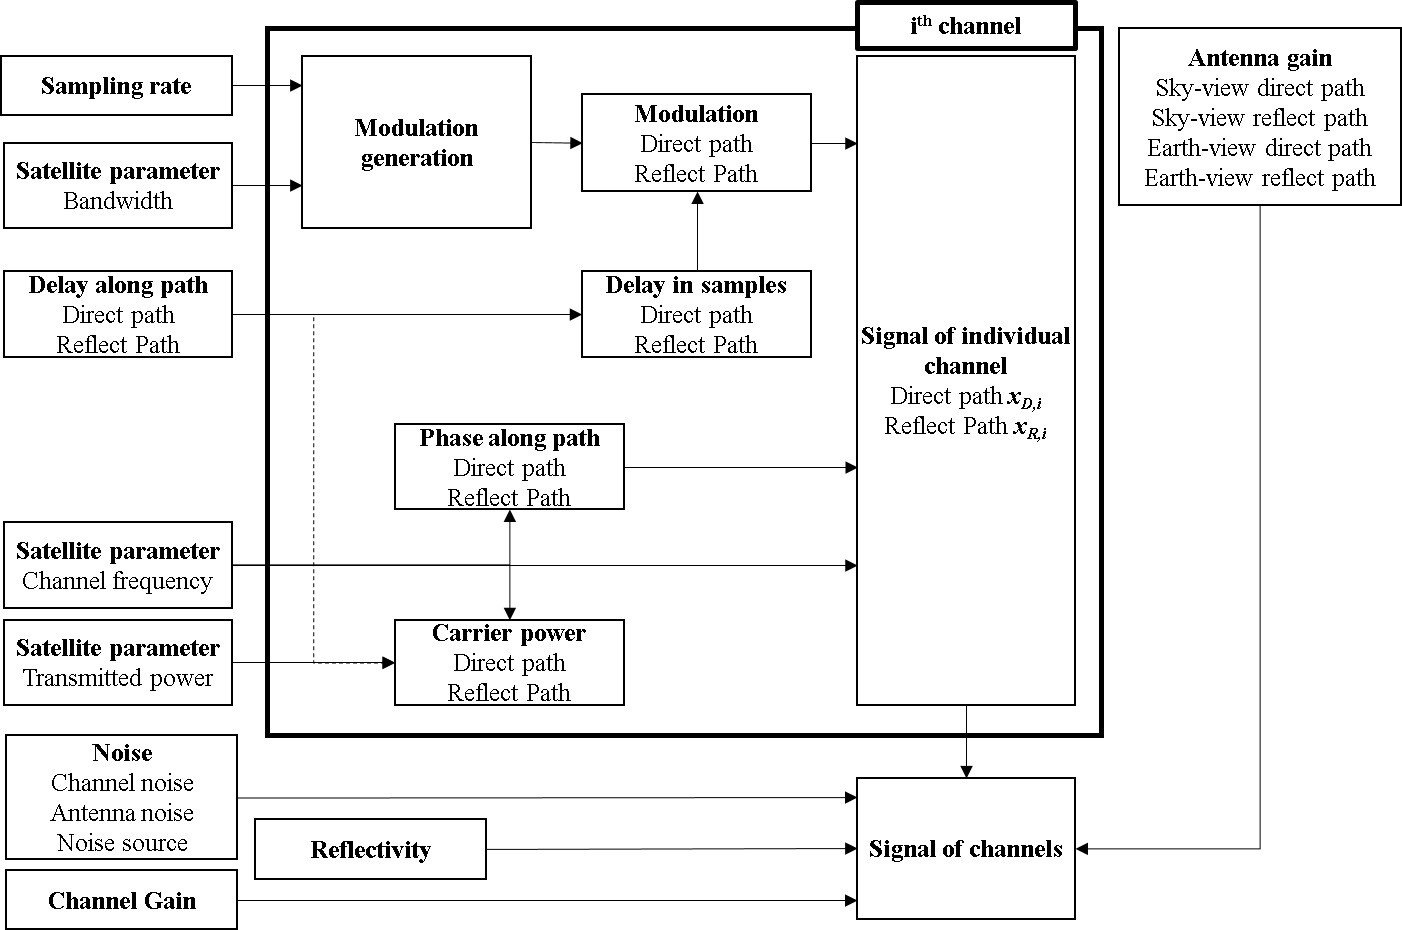 i^th channel
Sampling rate
Satellite parameter
Bandwidth
Modulation
generation
Modulation
Direct path
Reflect Path
Antenna gain
Sky-view direct path
Sky-view reflect path
Earth-view direct path
Earth-view reflect path
Delay along path
Direct path
Reflect Path
Delay in samples
Direct path
Reflect Path
Signal of individual
channel
Direct path x_D,i
Reflect Path x_R,i
Phase along path
Direct path
Reflect Path
Satellite parameter
Channel frequency
Satellite parameter
Transmitted power
Carrier power
Direct path
Reflect Path
Noise
Channel noise
Antenna noise
Noise source
Reflectivity
Signal of channels
Channel Gain